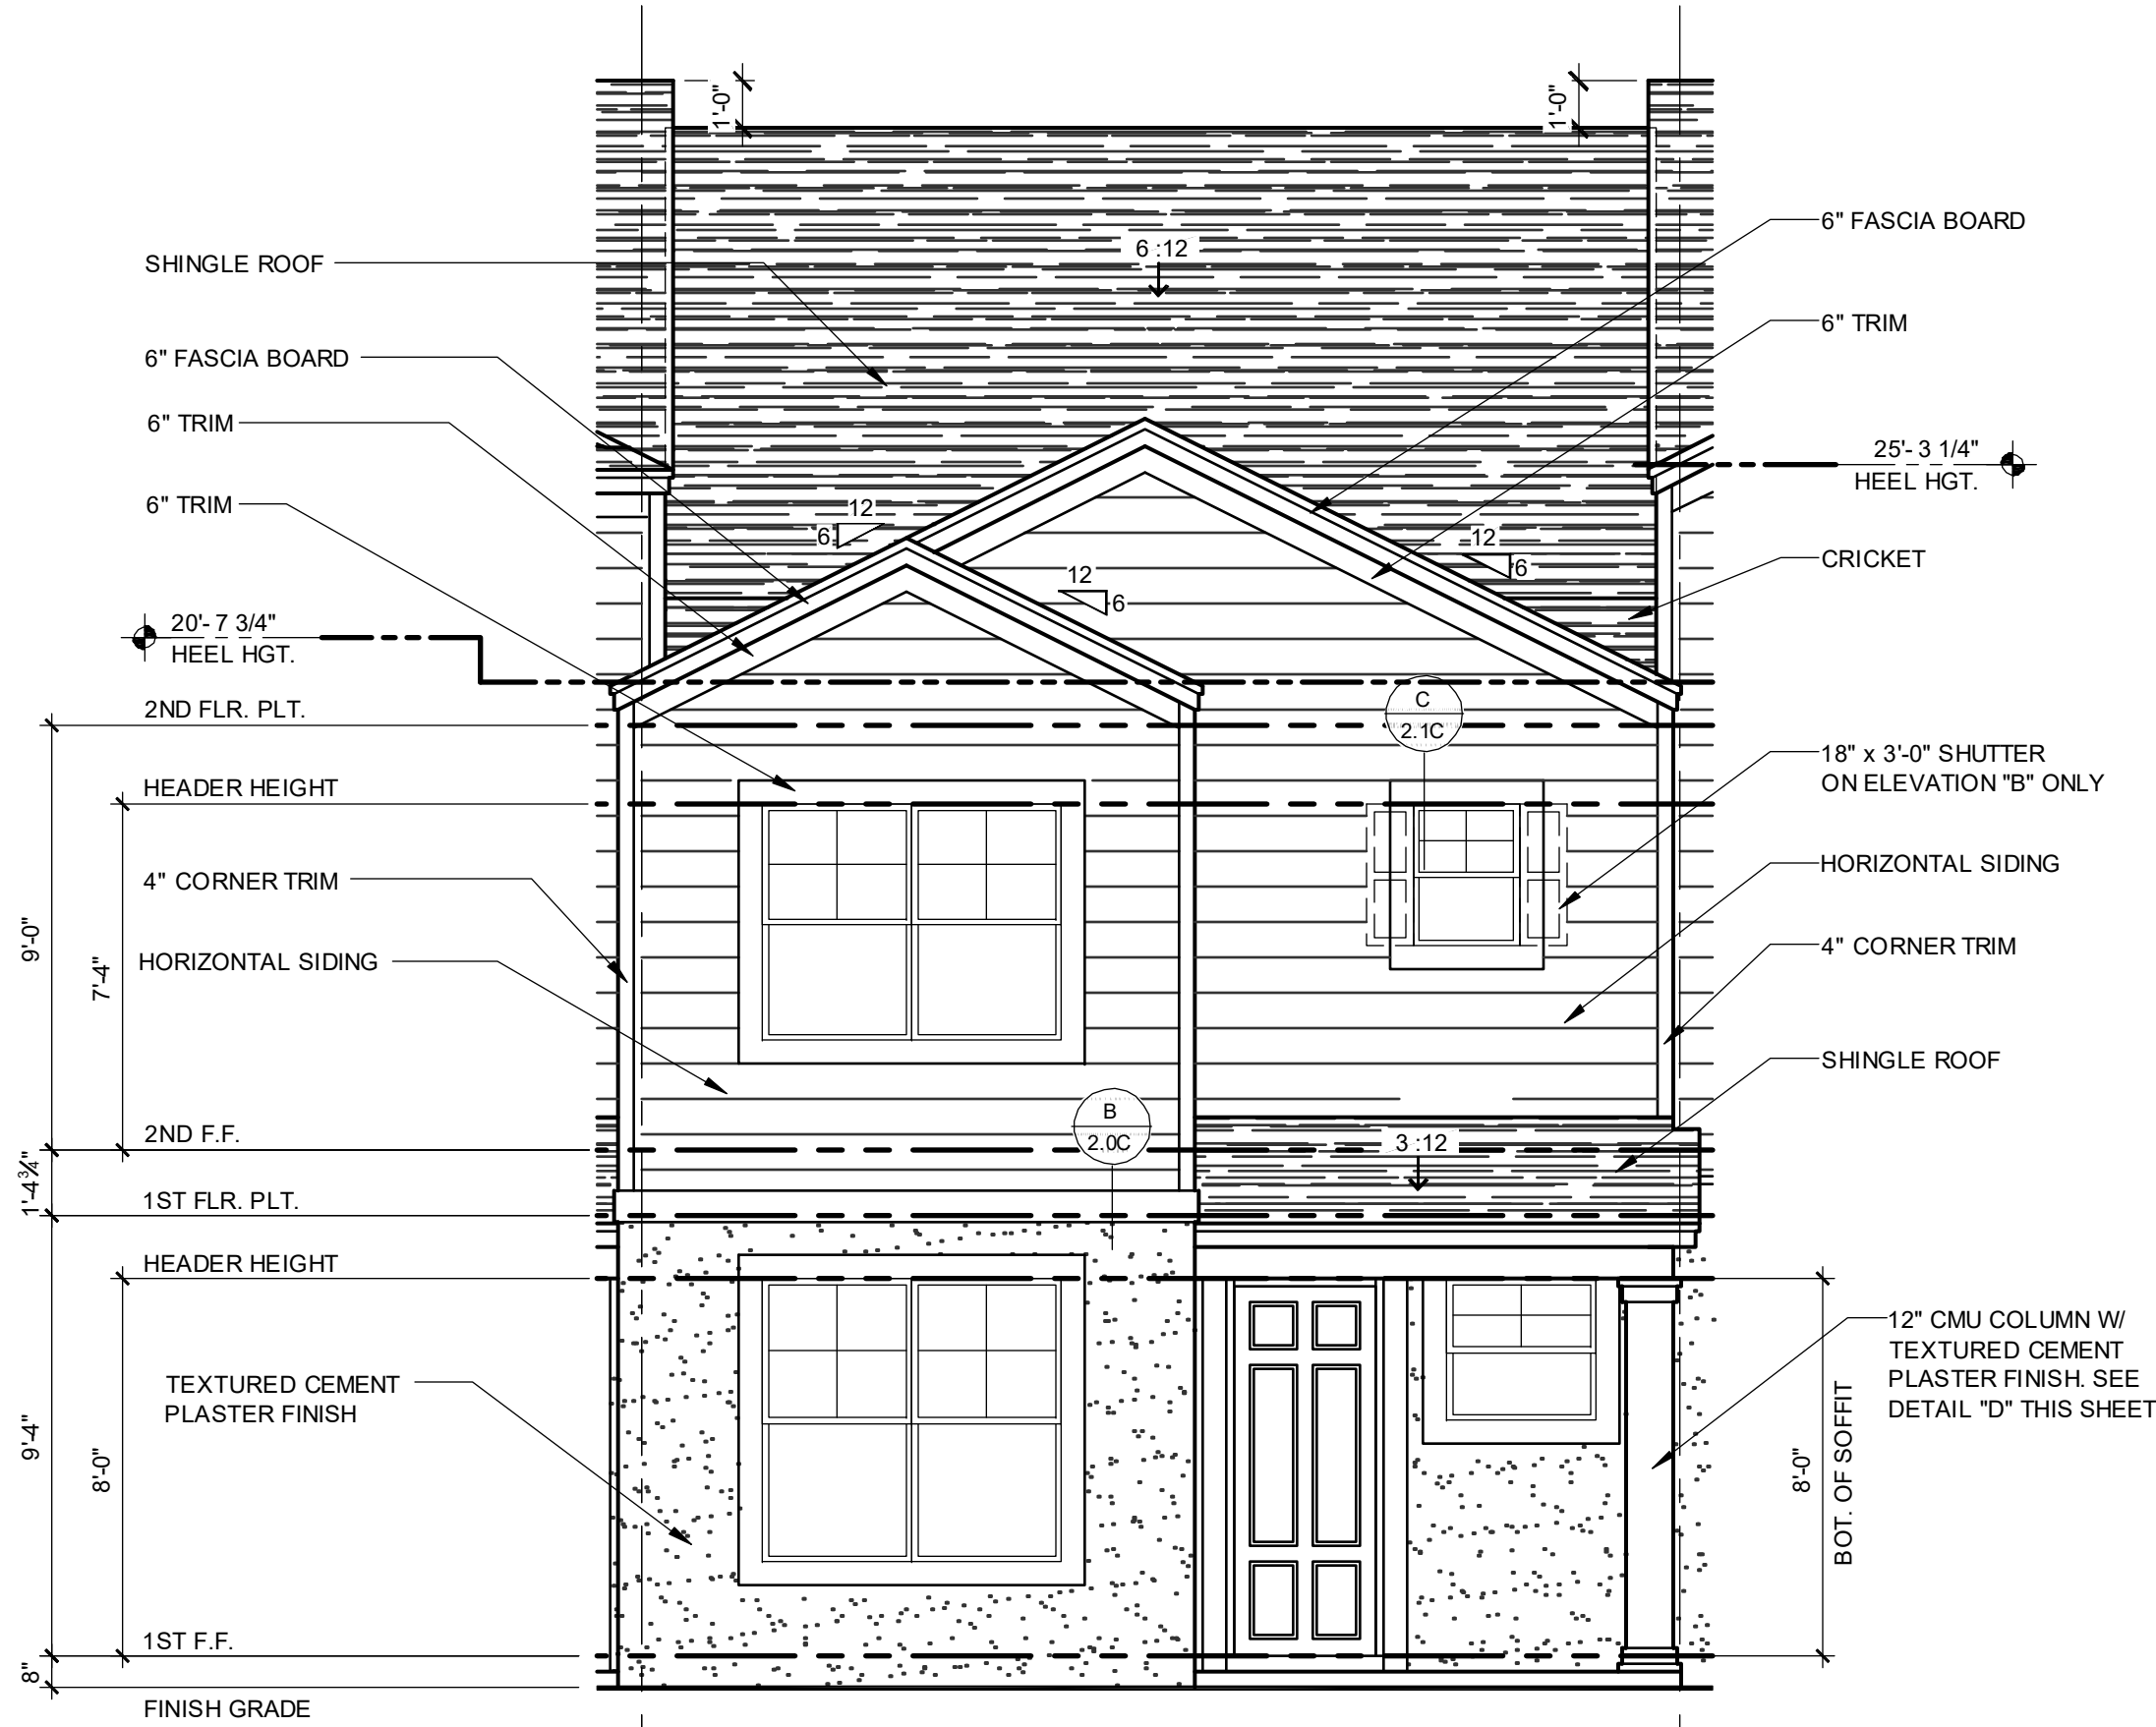 1'-0"
1'-0"
6 :12
SHINGLE ROOF
6" FASCIA BOARD
6" TRIM
6" TRIM
20'- 7 3/4"
HEEL HGT.
2ND FLR. PLT.
HEADER HEIGHT
4" CORNER TRIM
HORIZONTAL SIDING
9'-0"
7'-4"
2ND F.F.
1'-4¾"
1ST FLR. PLT.
HEADER HEIGHT
TEXTURED CEMENT
PLASTER FINISH
9'-4"
8'-0"
1ST F.F.
8"
FINISH GRADE
12
6
12
6
12
6
C
2.1C
B
2.0C
3 :12
6" FASCIA BOARD
6" TRIM
25'- 3 1/4"
HEEL HGT.
CRICKET
18" x 3'-0" SHUTTER
ON ELEVATION "B" ONLY
HORIZONTAL SIDING
4" CORNER TRIM
SHINGLE ROOF
12" CMU COLUMN W/
TEXTURED CEMENT
PLASTER FINISH. SEE
DETAIL "D" THIS SHEET
8'-0"
BOT. OF SOFFIT